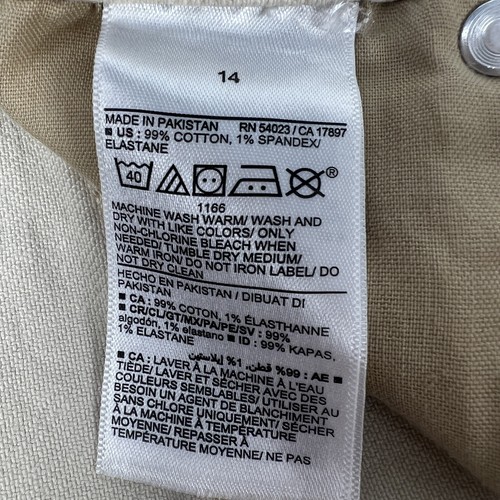 14
MADE IN PAKISTAN RN 54023 / CA 17897
■ US : 99% COTTON, 1% SPANDEX/
ELASTANE
40 ®
1166
MACHINE WASH WARM/ WASH AND
DRY WITH LIKE COLORS/ ONLY
NON-CHLORINE BLEACH WHEN
NEEDED/ TUMBLE DRY MEDIUM/
WARM IRON/ DO NOT IRON LABEL/ DO
NOT DRY CLEAN
HECHO EN PAKISTAN / DIBUAT DI
PAKISTAN
■ CA : 99% COTON, 1% ÉLASTHANNE
■ CR/CL/GT/MX/PA/PE/SV : 99%
algodón, 1% elastano ■ ID : 99% KAPAS,
1% ELASTANE
■ AE : 99% قطن، 1% إيلاستين
■ CA : LAVER À LA MACHINE À L'EAU
TIÈDE/ LAVER ET SÉCHER AVEC DES
COULEURS SEMBLABLES/ UTILISER AU
BESOIN UN AGENT DE BLANCHIMENT
SANS CHLORE UNIQUEMENT/ SÉCHER
À LA MACHINE À TEMPÉRATURE
MOYENNE/ REPASSER À
TEMPÉRATURE MOYENNE/ NE PAS